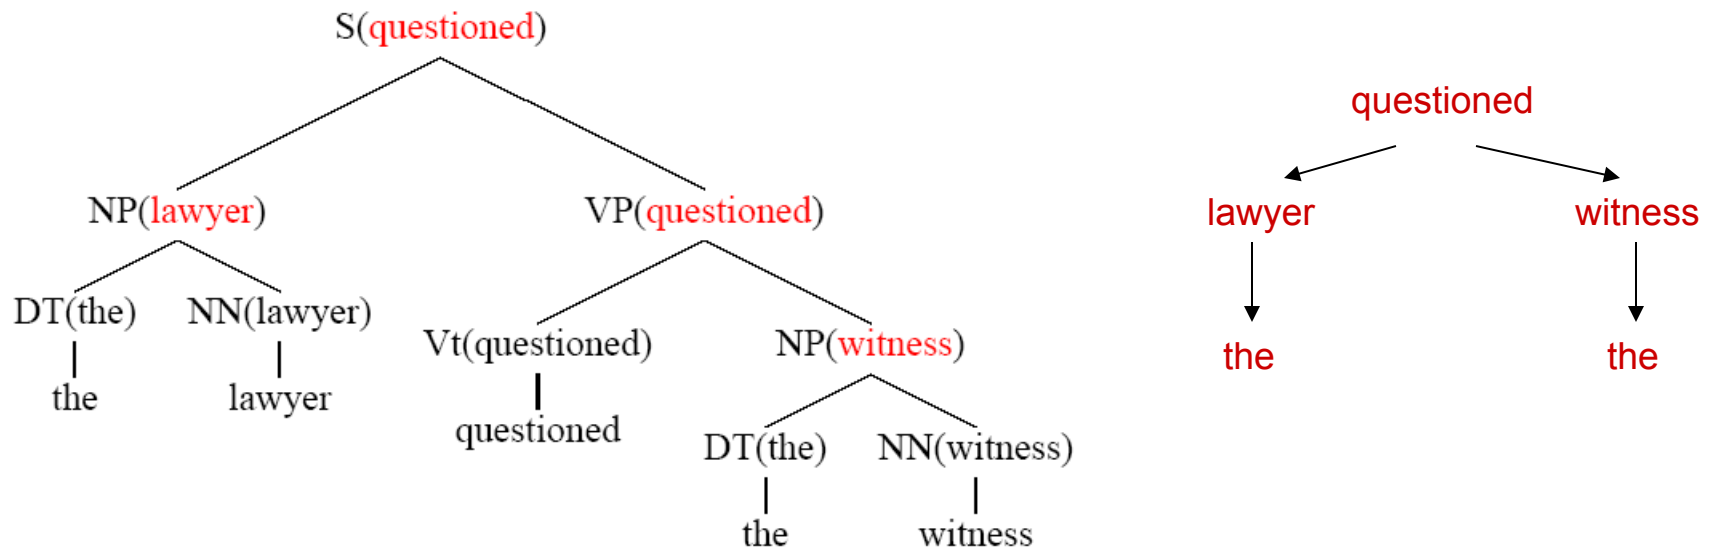 S(questioned)
NP(lawyer) VP(questioned)
DT(the) NN(lawyer) Vt(questioned) NP(witness)
the lawyer questioned
DT(the) NN(witness)
the witness
questioned
lawyer witness
the the